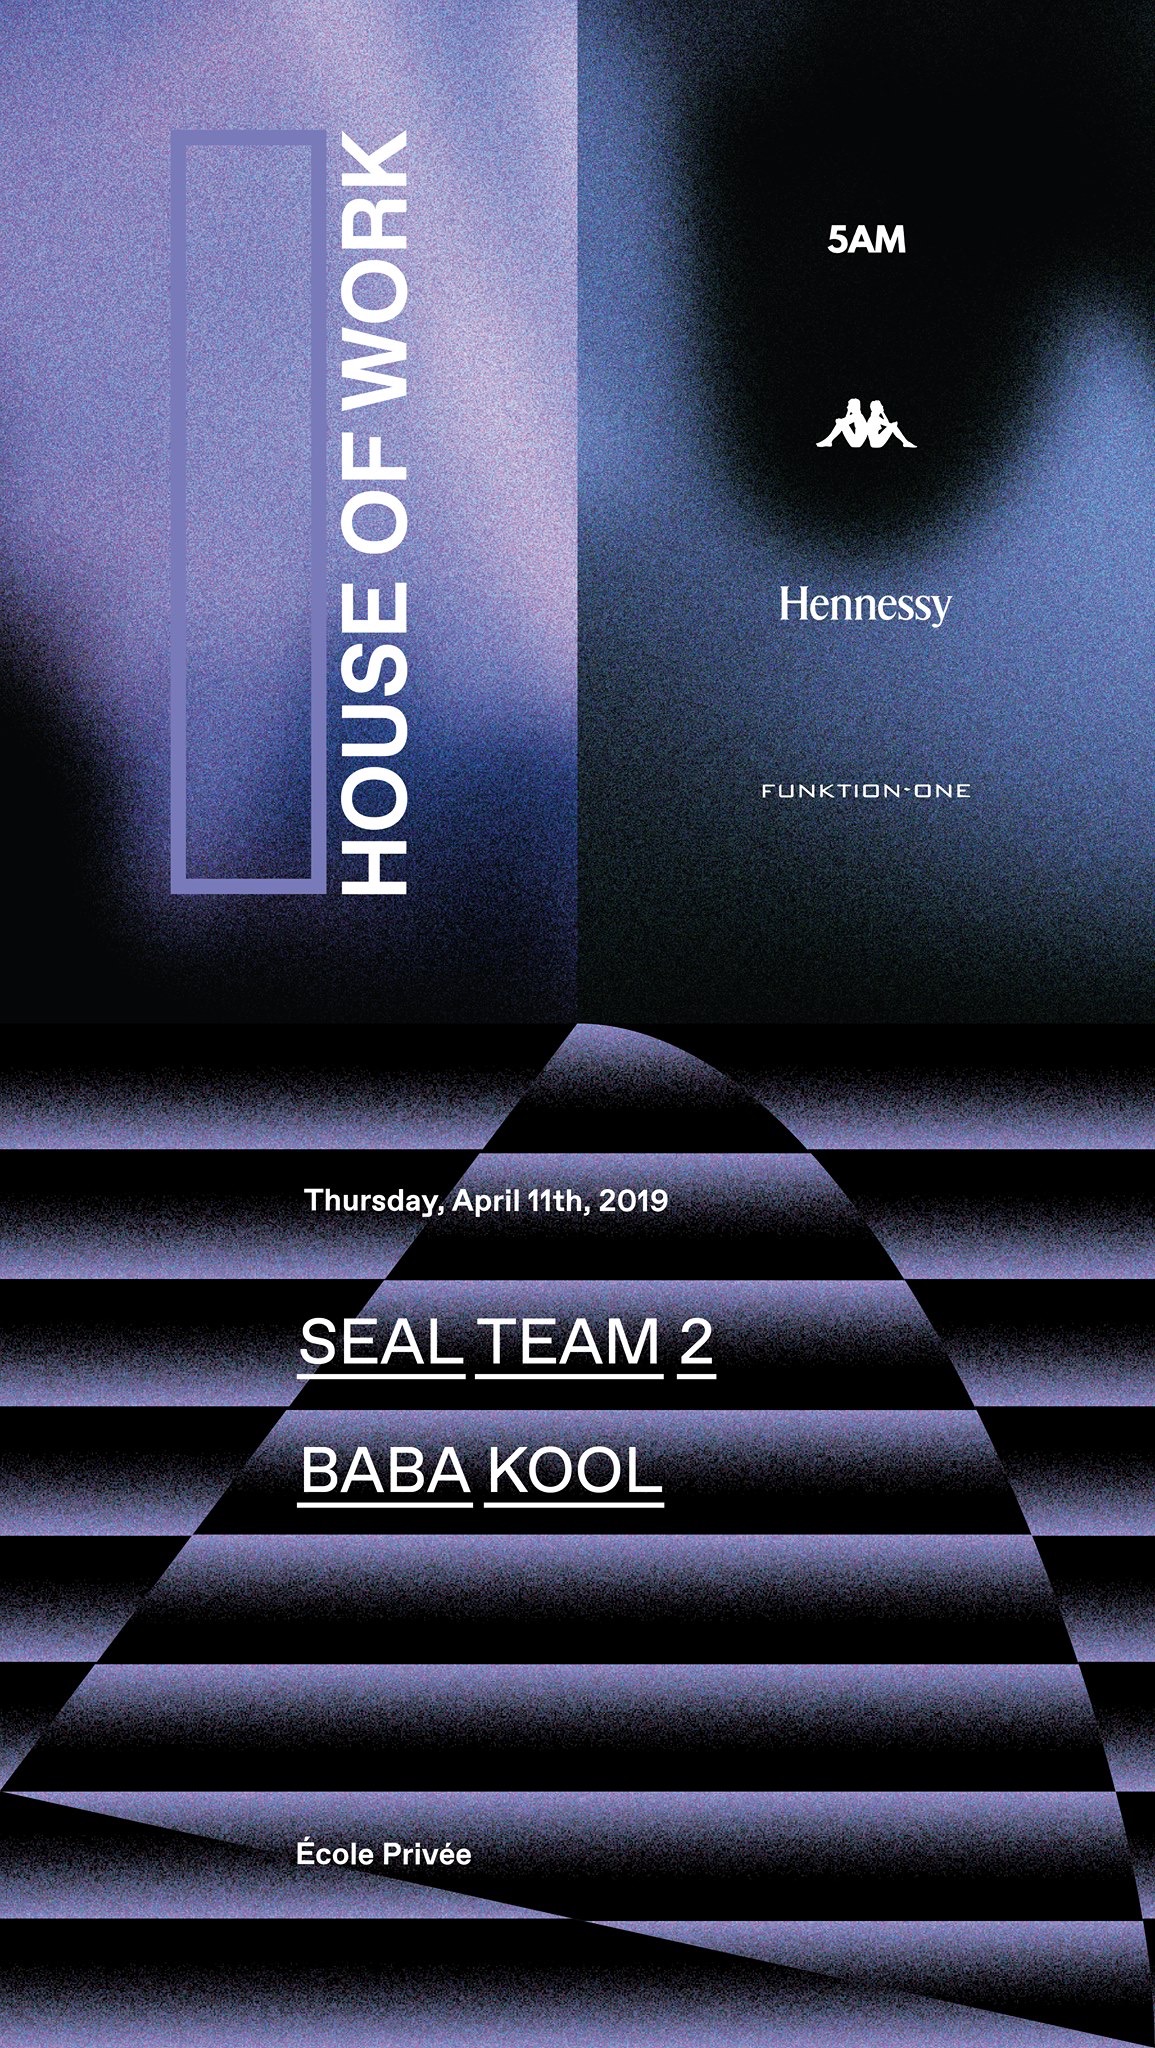 HOUSE OF WORK
5AM
Hennessy
FUNKTION-ONE
Thursday, April 11th, 2019
SEAL TEAM 2
BABA KOOL
École Privée